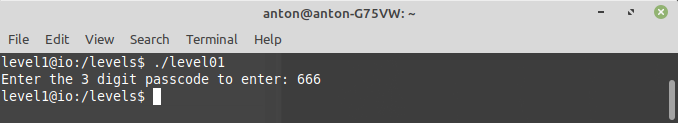 anton@anton-G75VW: ~
File Edit View Search Terminal Help
level1@io:/levels$ ./level01
Enter the 3 digit passcode to enter: 666
level1@io:/levels$